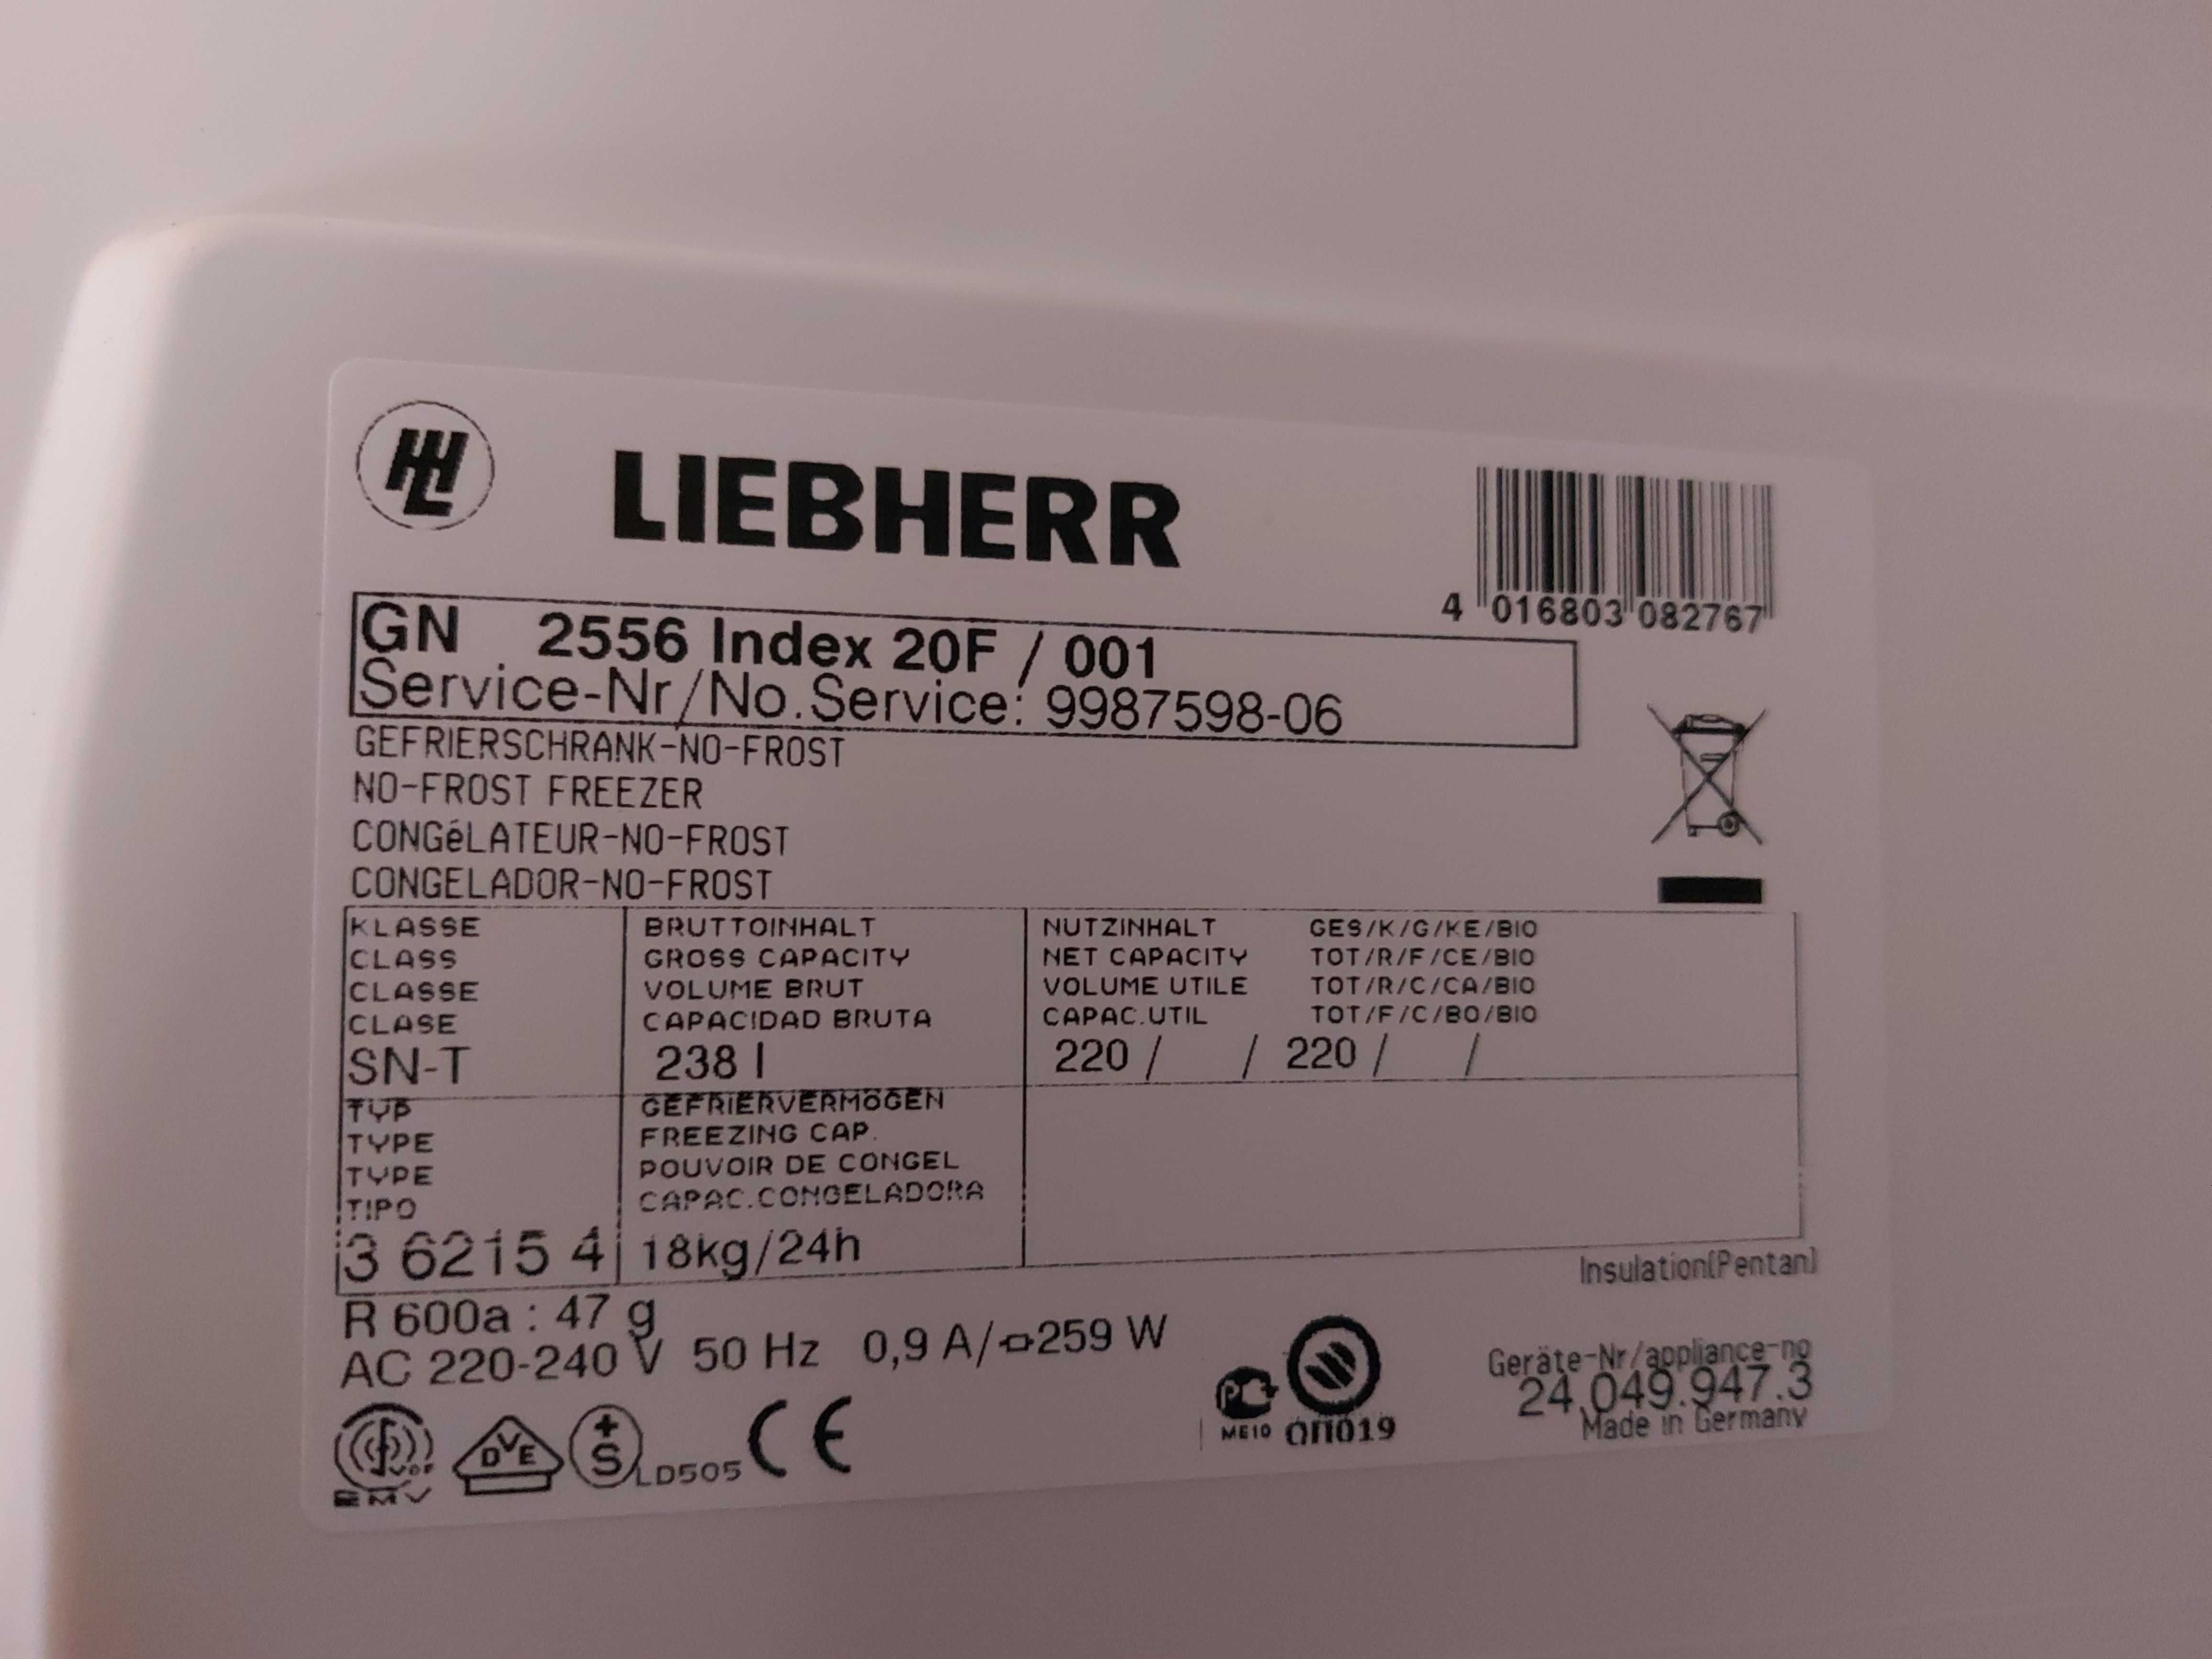 LIEBHERR
4 016803 082767
GN 2556 Index 20F / 001
Service-Nr/No.Service: 9987598-06
GEFRIERSCHRANK-NO-FROST
NO-FROST FREEZER
CONGéLATEUR-NO-FROST
CONGELADOR-NO-FROST
KLASSE BRUTTOINHALT NUTZINHALT GES/K/G/KE/BIO
CLASS GROSS CAPACITY NET CAPACITY TOT/R/F/CE/BIO
CLASSE VOLUME BRUT VOLUME UTILE TOT/R/C/CA/BIO
CLASE CAPACIDAD BRUTA CAPAC.UTIL TOT/F/C/BO/BIO
SN-T 238 l 220 / / 220 / /
TYP GEFRIERVERMöGEN
TYPE FREEZING CAP.
TYPE POUVOIR DE CONGEL
TIPO CAPAC.CONGELADORA
3 6215 4 18kg/24h
Insulation(Pentan)
R 600a : 47 g
AC 220-240 V 50 Hz 0,9 A/ 259 W
Geräte-Nr/appliance-no
24.049.947.3
Made in Germany
EMV
DVE
+
S
LD505
CE
PC
ME10
ОП019